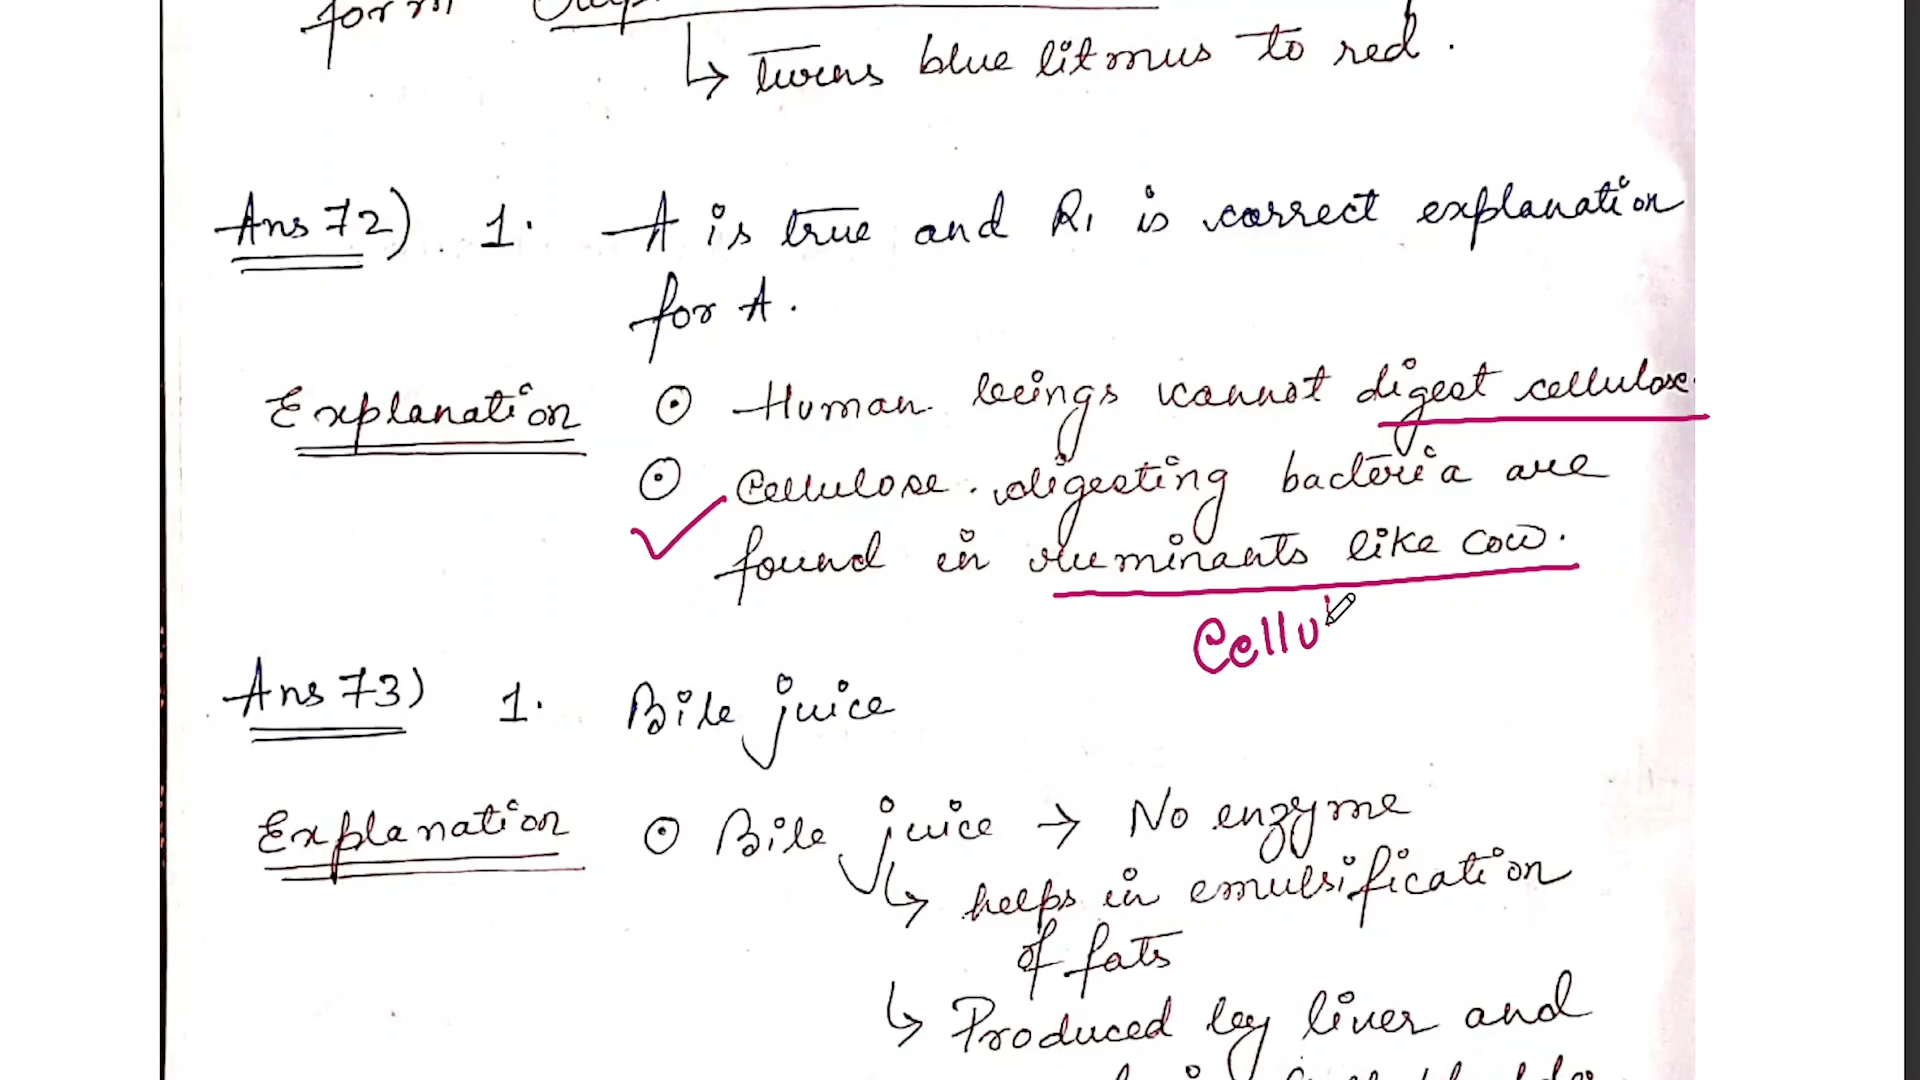 form
↳ turns blue litmus to red.
Ans 72) 1. A is true and R, is correct explanation
for A.
Explanation ⊙ Human beings cannot digest cellulose.
⊙ Cellulose digesting bacteria are
found in ruminants like cow.
Cellu
Ans 73) 1. Bile juice
Explanation ⊙ Bile juice → No enzyme
↳ helps in emulsification
of fats
↳ Produced by liver and